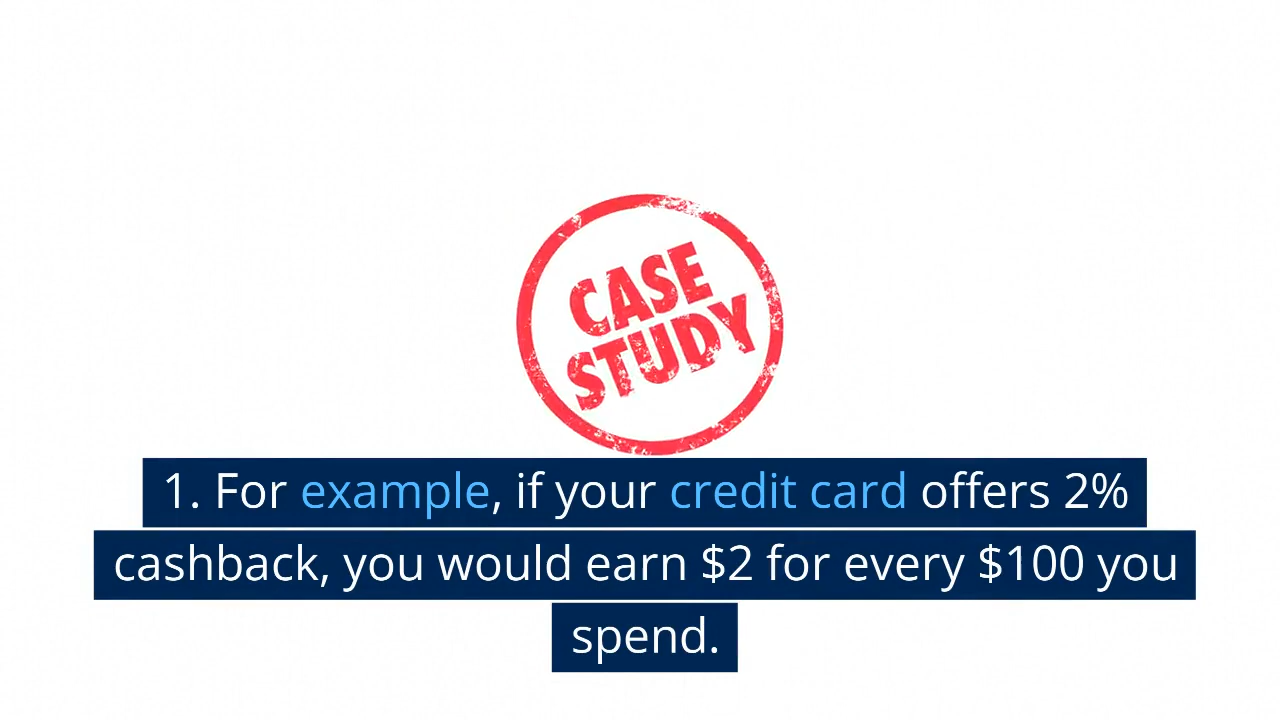 CASE
STUDY
1. For example, if your credit card offers 2%
cashback, you would earn $2 for every $100 you
spend.